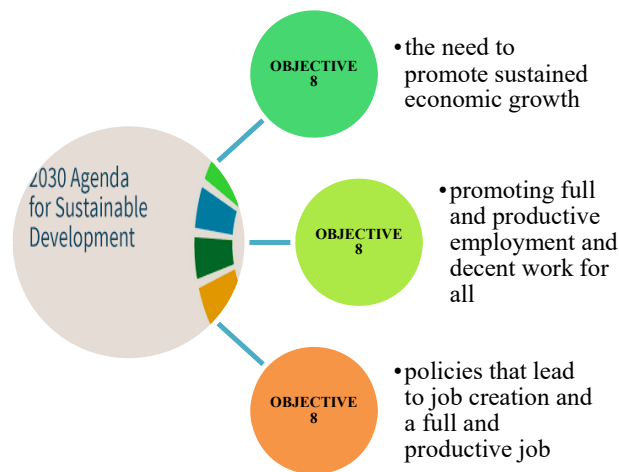 2030 Agenda
for Sustainable
Development
OBJECTIVE
8
•the need to
promote sustained
economic growth
OBJECTIVE
8
•promoting full
and productive
employment and
decent work for
all
OBJECTIVE
8
•policies that lead
to job creation and
a full and
productive job